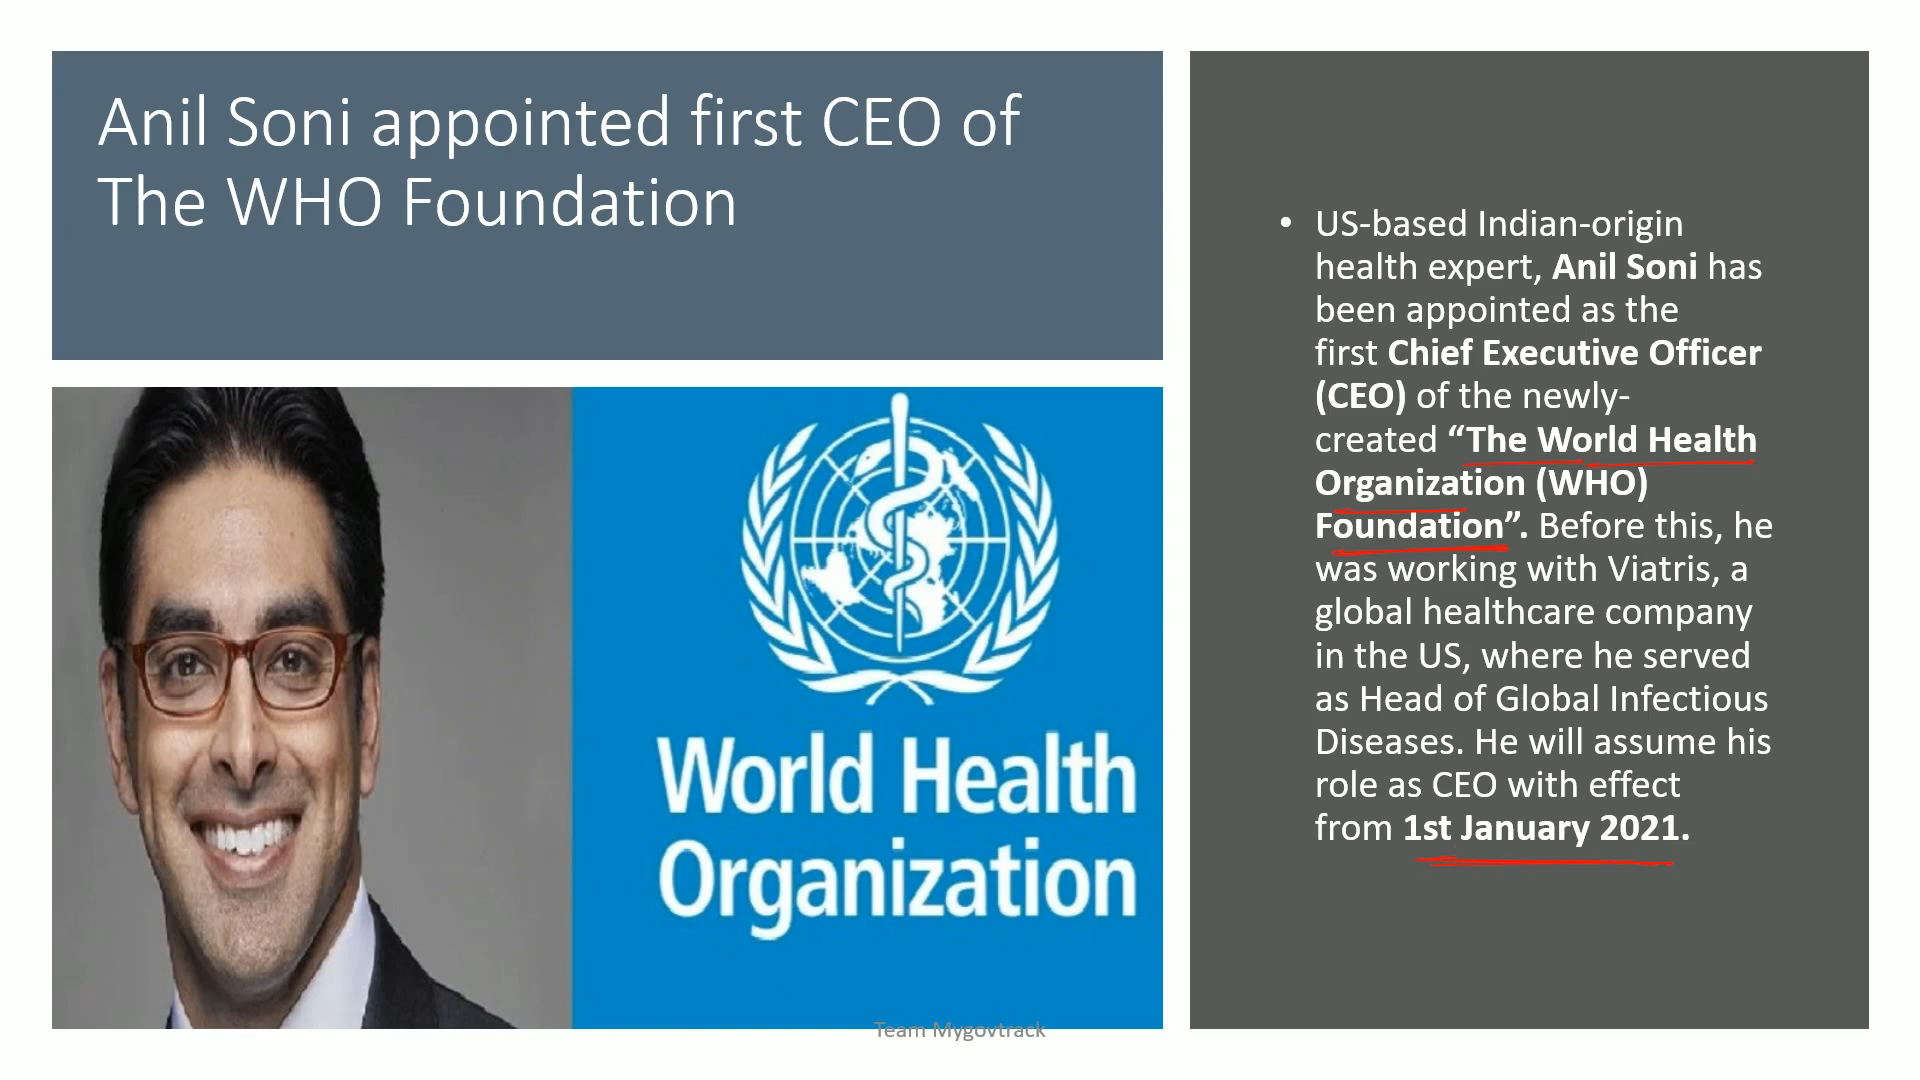 Anil Soni appointed first CEO of
The WHO Foundation
World Health
Organization
• US-based Indian-origin
health expert, Anil Soni has
been appointed as the
first Chief Executive Officer
(CEO) of the newly-
created “The World Health
Organization (WHO)
Foundation”. Before this, he
was working with Viatris, a
global healthcare company
in the US, where he served
as Head of Global Infectious
Diseases. He will assume his
role as CEO with effect
from 1st January 2021.
Team Mygovtrack